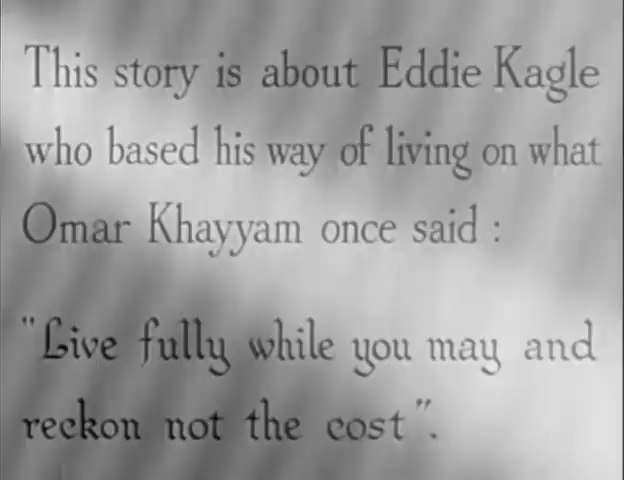 This story is about Eddie Kagle
who based his way of living on what
Omar Khayyam once said :
"Live fully while you may and
reckon not the cost".